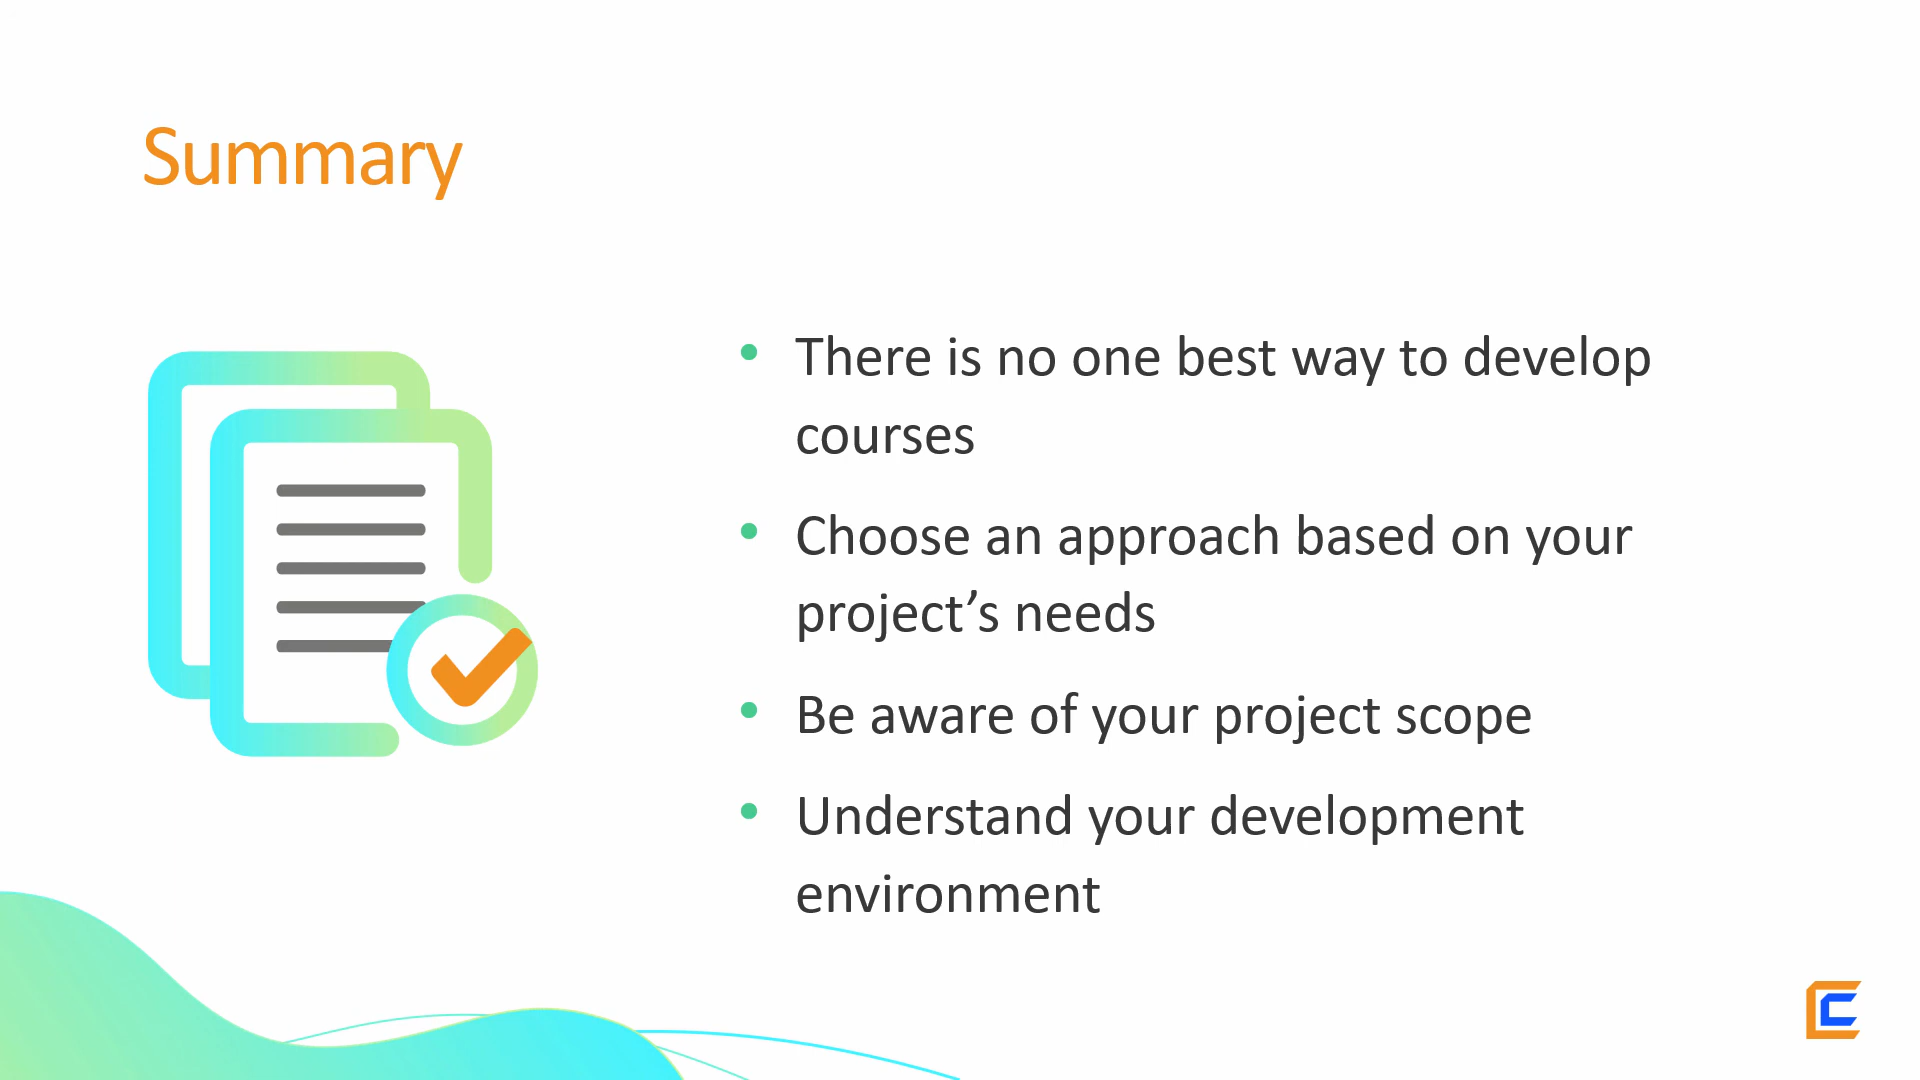 Summary
• There is no one best way to develop
courses
• Choose an approach based on your
project’s needs
• Be aware of your project scope
• Understand your development
environment